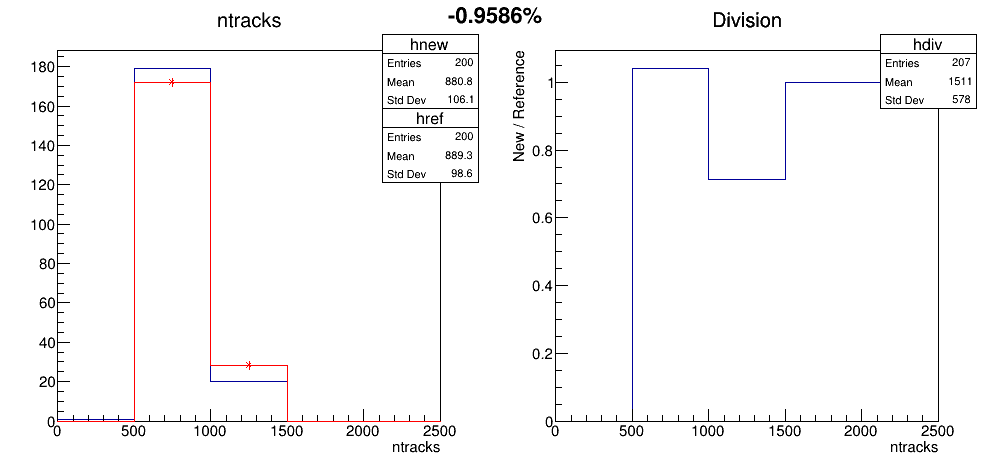 -0.9586%
ntracks
hnew
Entries 200
Mean 880.8
Std Dev 106.1
href
Entries 200
Mean 889.3
Std Dev 98.6
180
160
140
120
100
80
60
40
20
0
0 500 1000 1500 2000 2500
ntracks
Division
hdiv
Entries 207
Mean 1511
Std Dev 578
New / Reference
1
0.8
0.6
0.4
0.2
0
0 500 1000 1500 2000 2500
ntracks